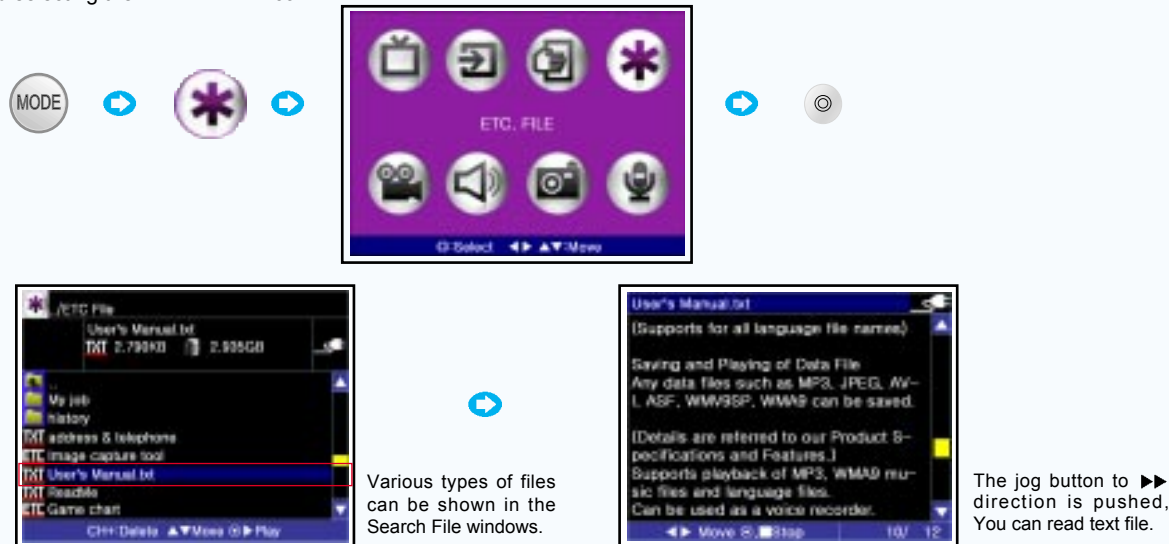 MODE
ETC. FILE
Select Move
./ETC File
User's Manual.txt
TXT 2.790KB 2.935GB
..
My job
history
TXT address & telephone
ETC image capture tool
TXT User's Manual.txt
TXT ReadMe
ETC Game chart
CH+:Delete ▲▼Move ▶Play
Various types of files
can be shown in the
Search File windows.
User's Manual.txt
(Supports for all language file names)
Saving and Playing of Data File
Any data files such as MP3, JPEG, AV-
I, ASF, WMV9SP, WMA9 can be saved.
(Details are referred to our Product S-
pecifications and Features.)
Supports playback of MP3, WMA9 mu-
sic files and language files.
Can be used as a voice recorder.
◀▶ Move Stop 10/ 12
The jog button to ▶▶
direction is pushed,
You can read text file.